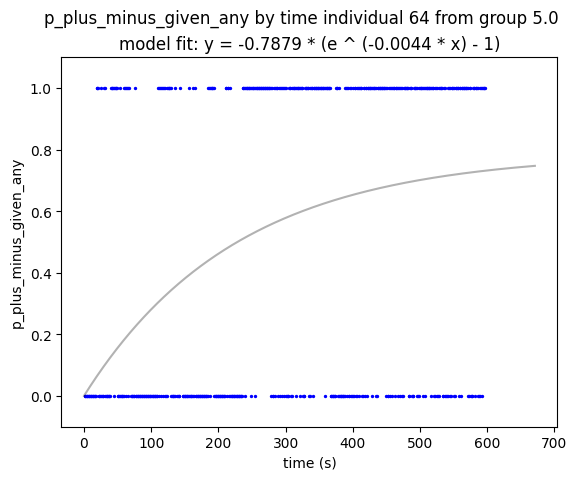 p_plus_minus_given_any by time individual 64 from group 5.0
model fit: y = -0.7879 * (e ^ (-0.0044 * x) - 1)
1.0
0.8
0.6
0.4
0.2
0.0
p_plus_minus_given_any
0 100 200 300 400 500 600 700
time (s)